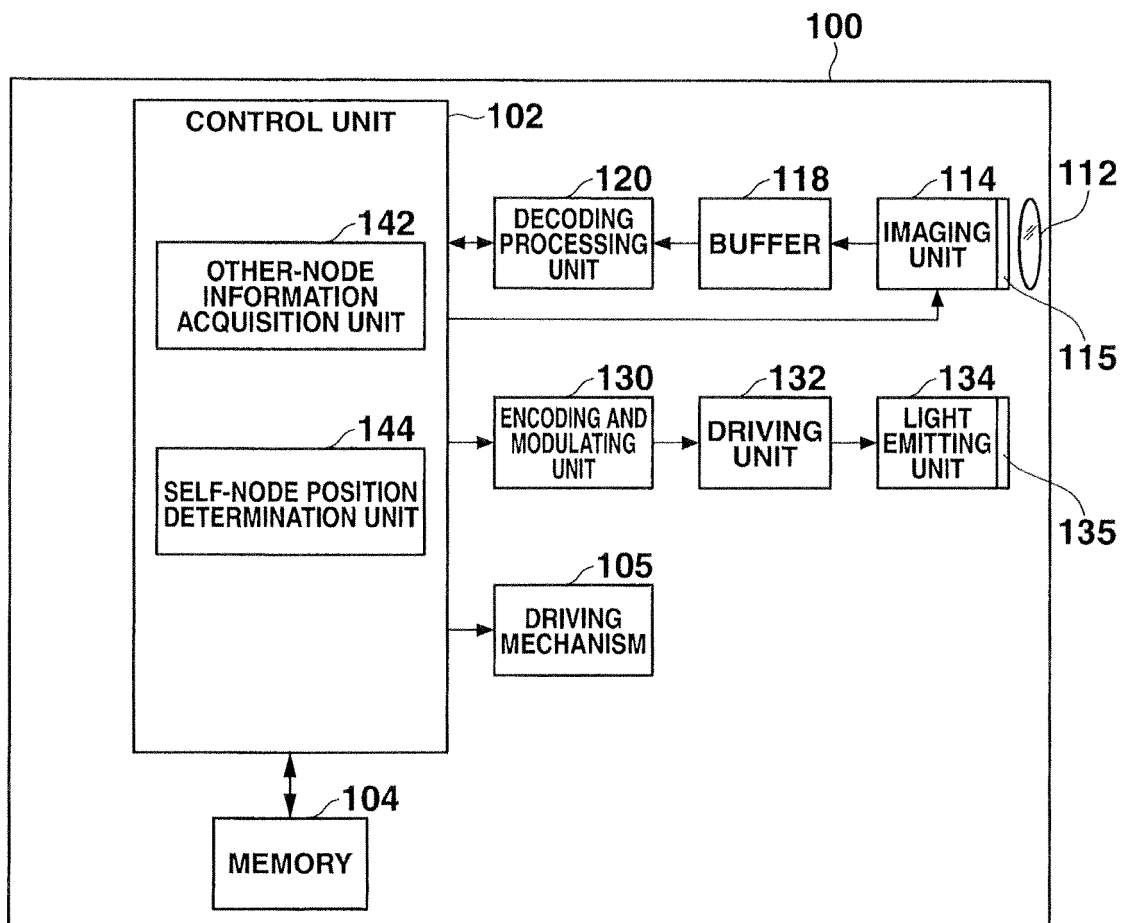 100
CONTROL UNIT
102
142
OTHER-NODE
INFORMATION
ACQUISITION UNIT
144
SELF-NODE POSITION
DETERMINATION UNIT
120
DECODING
PROCESSING
UNIT
118
BUFFER
114
IMAGING
UNIT
112
115
130
ENCODING AND
MODULATING
UNIT
132
DRIVING
UNIT
134
LIGHT
EMITTING
UNIT
135
105
DRIVING
MECHANISM
104
MEMORY